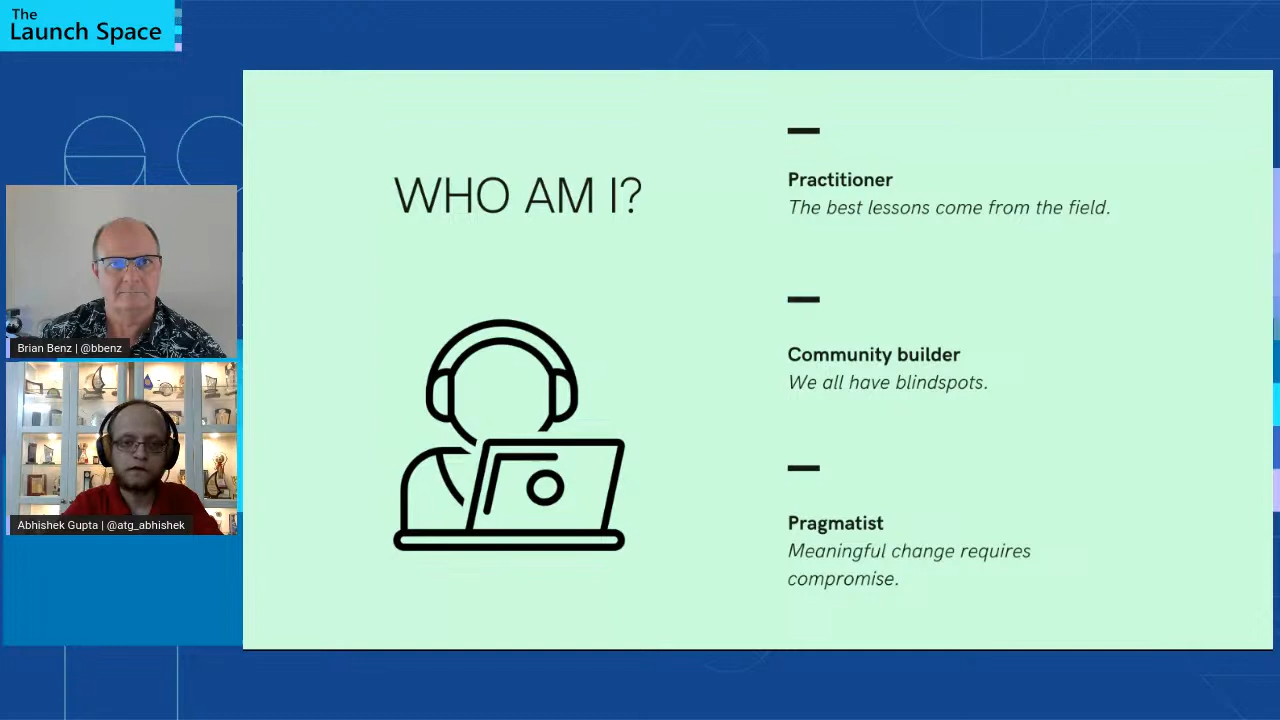 The
Launch Space
WHO AM I?
Practitioner
The best lessons come from the field.
Community builder
We all have blindspots.
Pragmatist
Meaningful change requires
compromise.
Brian Benz | @bbenz
Abhishek Gupta | @atg_abhishek